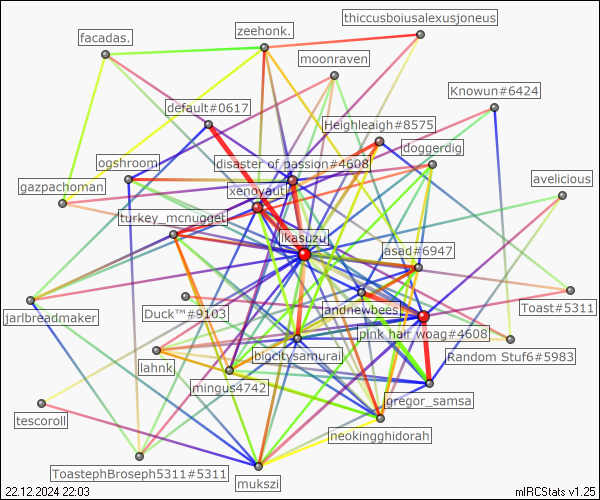 thiccusboiusalexusjoneus
zeehonk.
facadas.
moonraven
Knowun#6424
default#0617
Heighleaigh#8575
doggerdig
ogshroom
disaster of passion#4608
avelicious
gazpachoman
xenoyaut
turkey_mcnugget
ikasuzu
asad#6947
jarlbreadmaker
Duck™#9103
andnewbees
Toast#5311
pink hair woag#4608
bigcitysamurai
Random Stuf6#5983
lahnk
mingus4742
gregor_samsa
tescoroll
neokingghidorah
ToastephBroseph5311#5311
mukszi
22.12.2024 22:03
mIRCStats v1.25